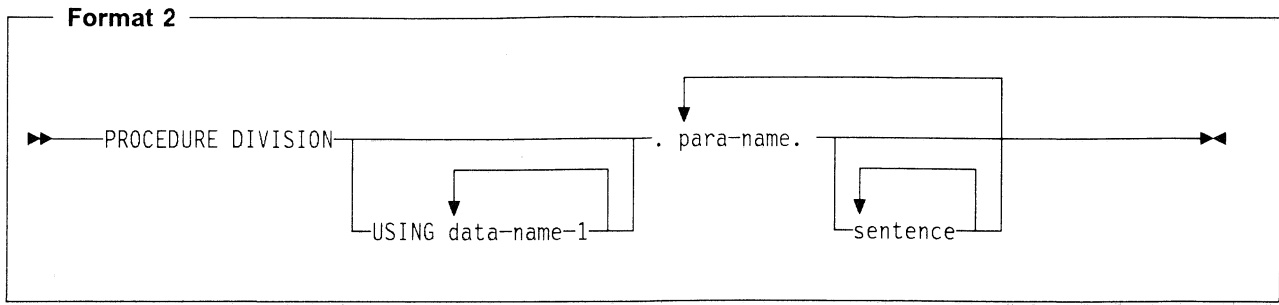 Format 2
PROCEDURE DIVISION . para-name.
USING data-name-1 sentence